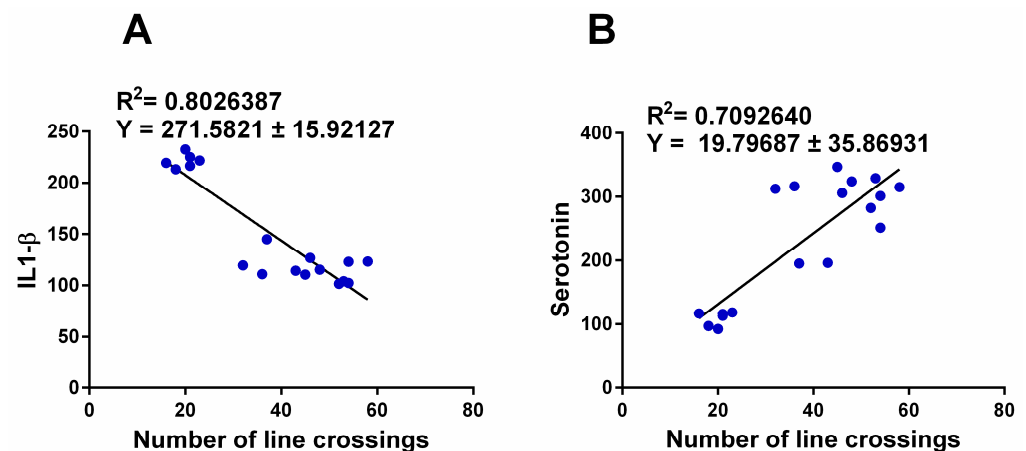 A
R²= 0.8026387
Y = 271.5821 ± 15.92127
250
200
150
100
50
0
IL1-β
0 20 40 60 80
Number of line crossings
B
R²= 0.7092640
Y = 19.79687 ± 35.86931
400
300
200
100
0
Serotonin
0 20 40 60 80
Number of line crossings